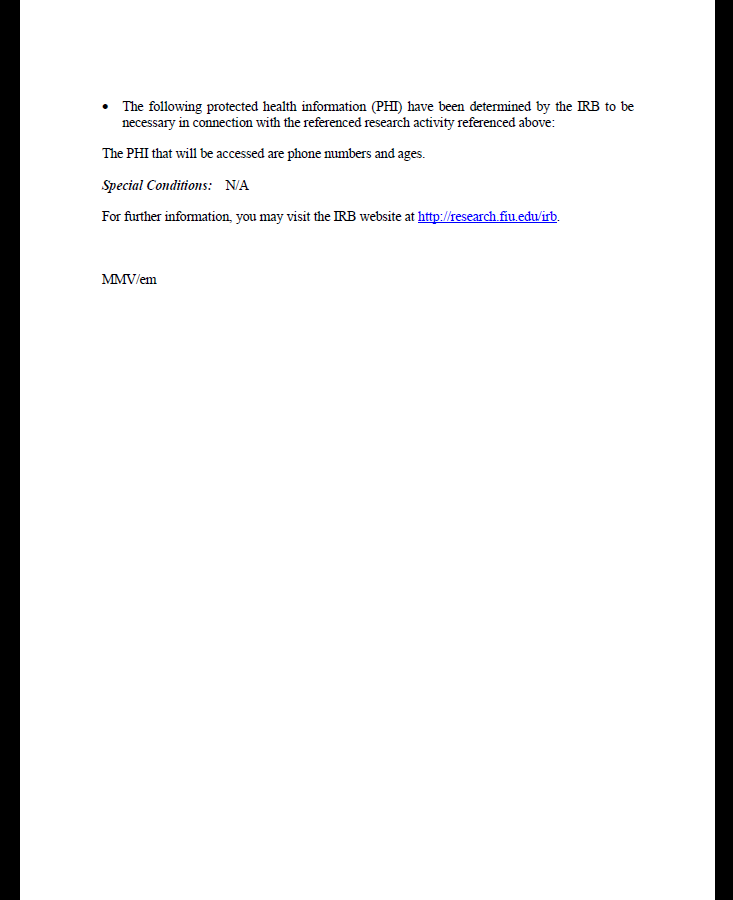 • The following protected health information (PHI) have been determined by the IRB to be
necessary in connection with the referenced research activity referenced above:
The PHI that will be accessed are phone numbers and ages.
Special Conditions: N/A
For further information, you may visit the IRB website at http://research.fiu.edu/irb.
MMV/em